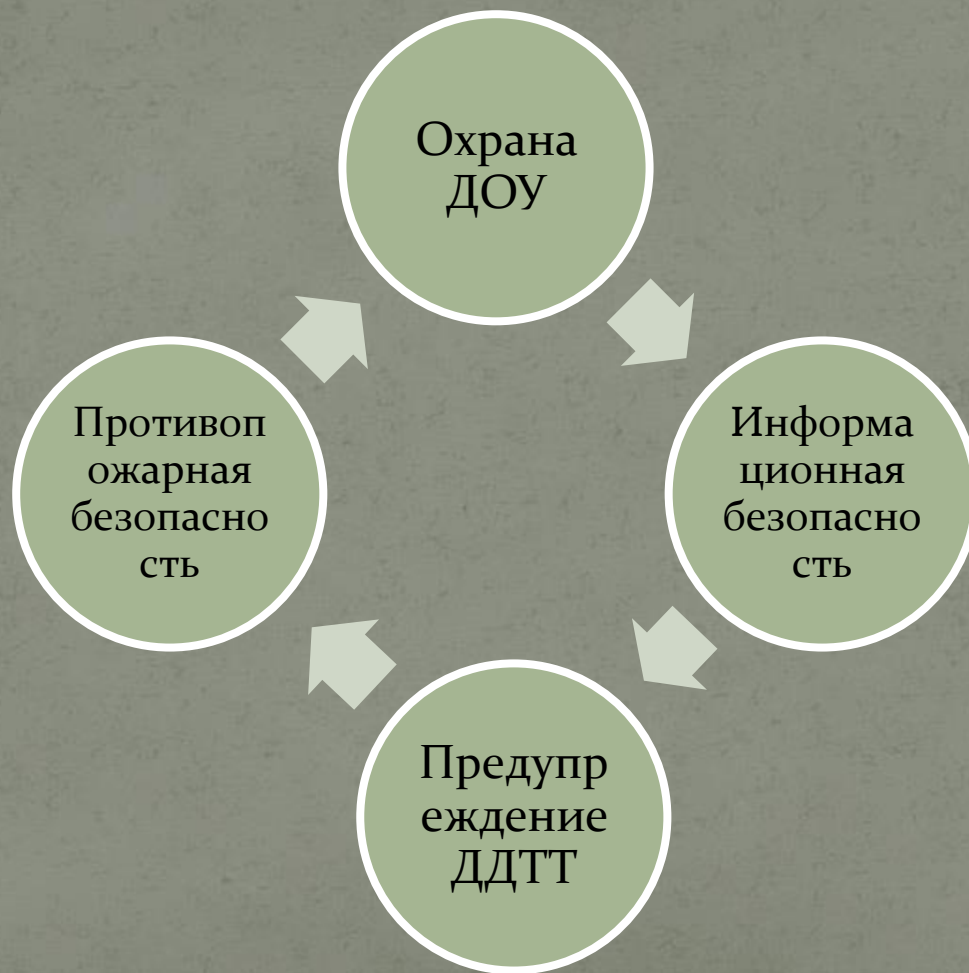 Охрана
ДОУ
Информа
ционная
безопасно
сть
Предупр
еждение
ДДТТ
Противоп
ожарная
безопасно
сть